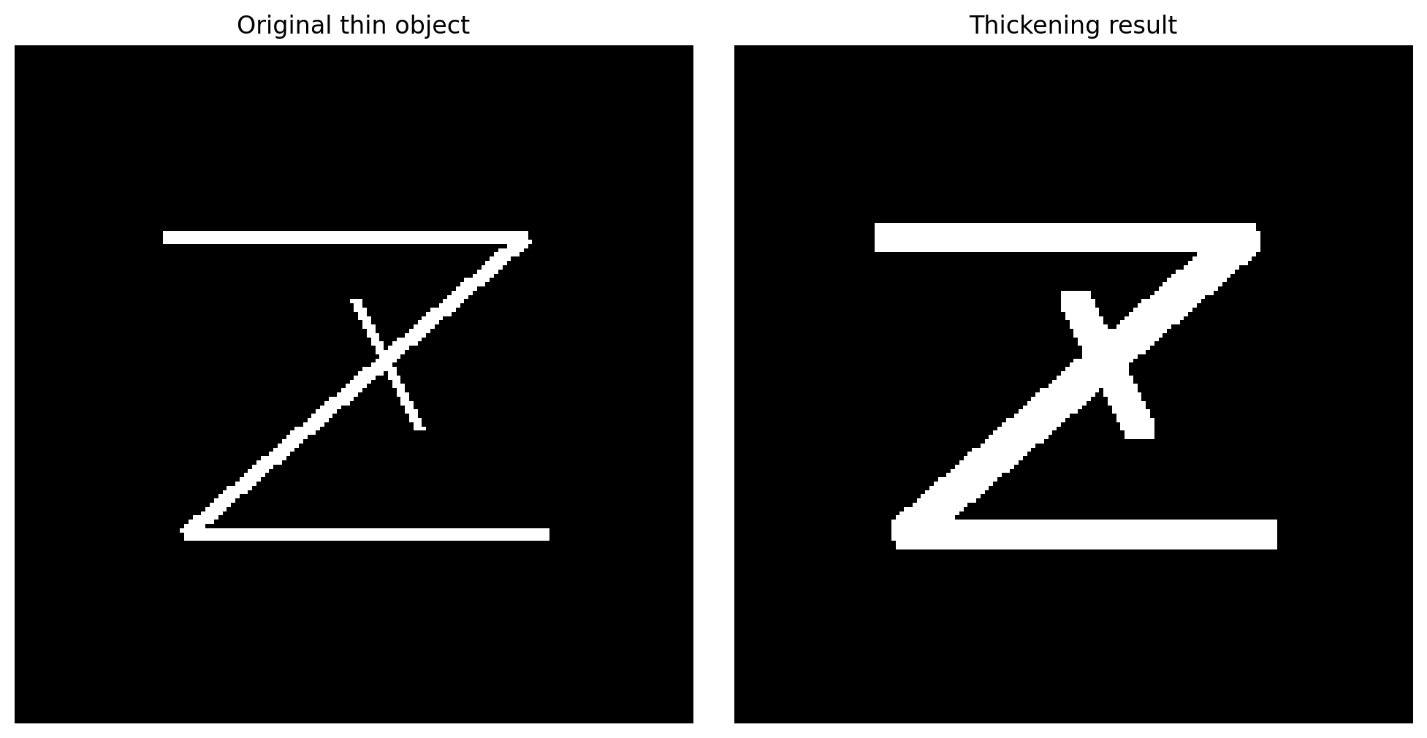 Original thin object
Thickening result
Z
Z